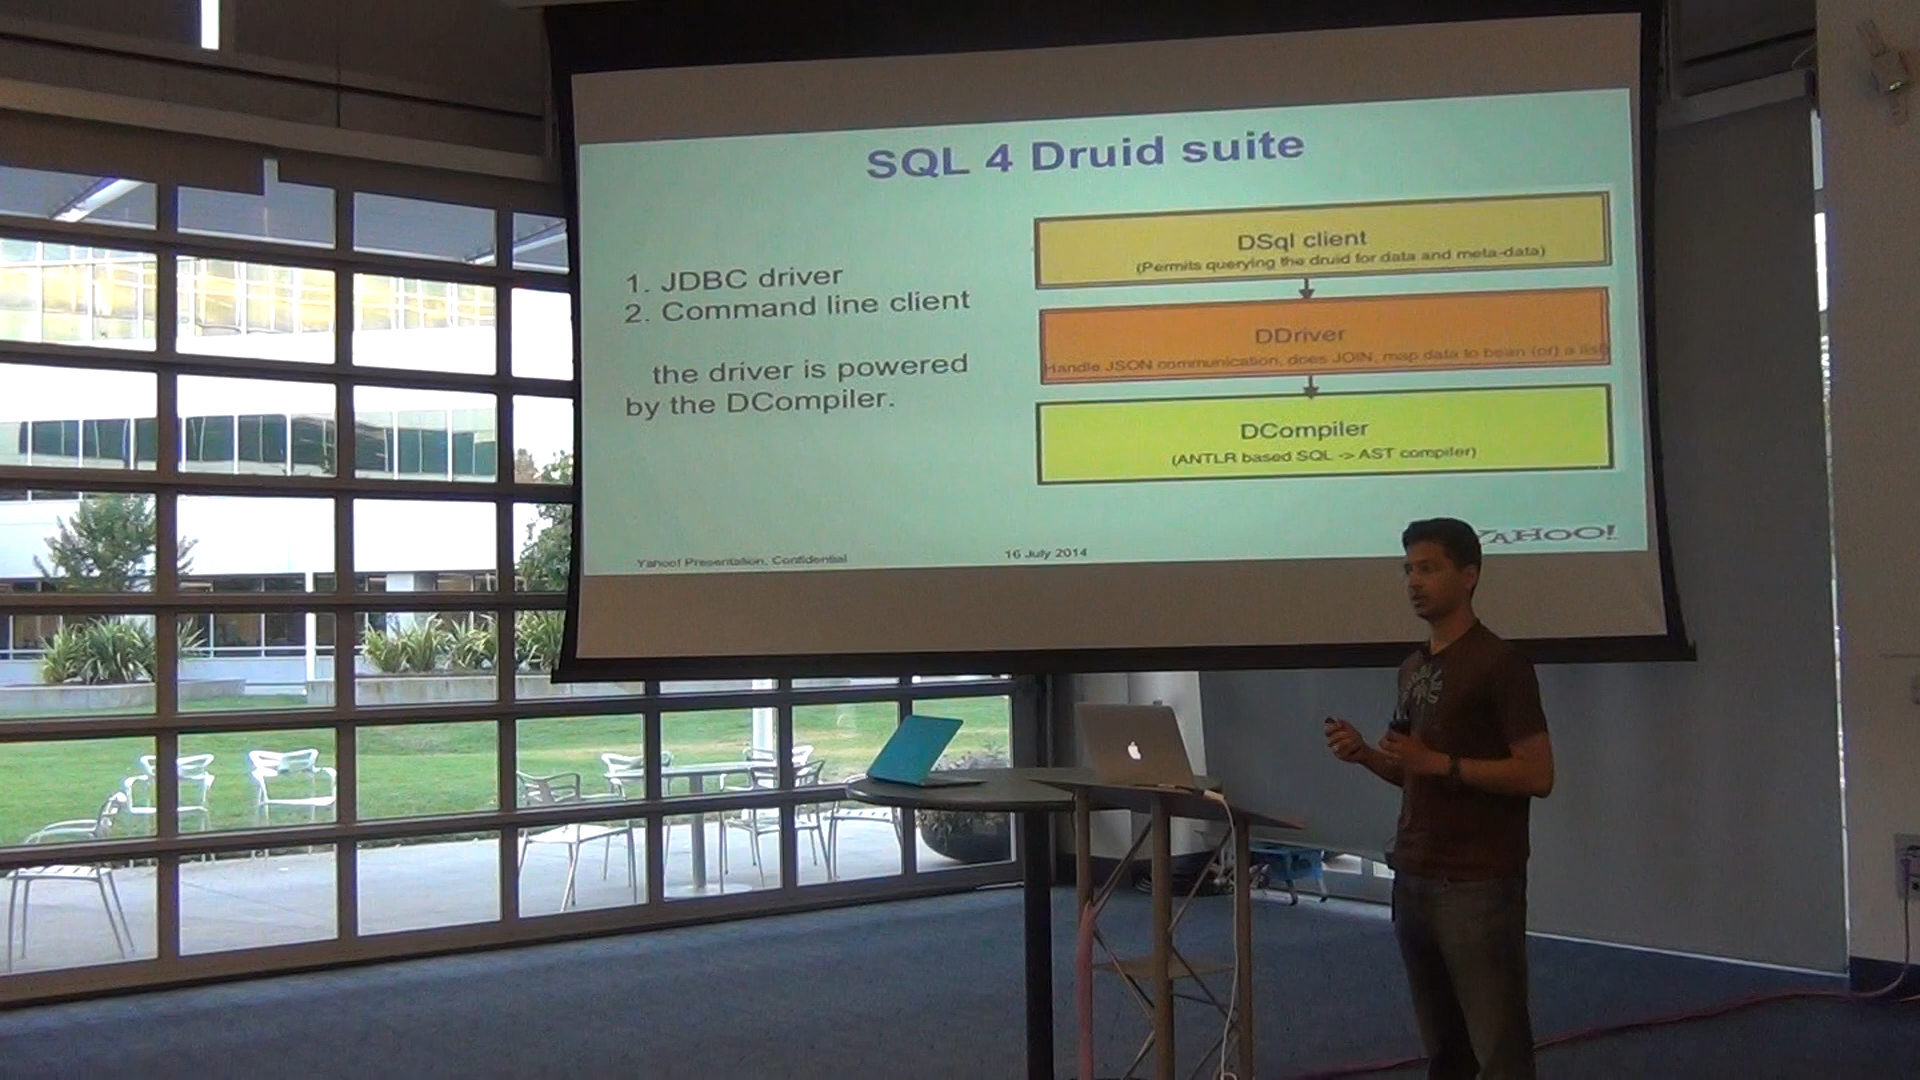 SQL 4 Druid suite
1. JDBC driver
2. Command line client
the driver is powered
by the DCompiler.
DSql client
(Permits querying the druid for data and meta-data)
DDriver
Handle JSON communication, does JOIN, map data to bean (or) a list
DCompiler
(ANTLR based SQL -> AST compiler)
Yahoo! Presentation, Confidential
16 July 2014
YAHOO!